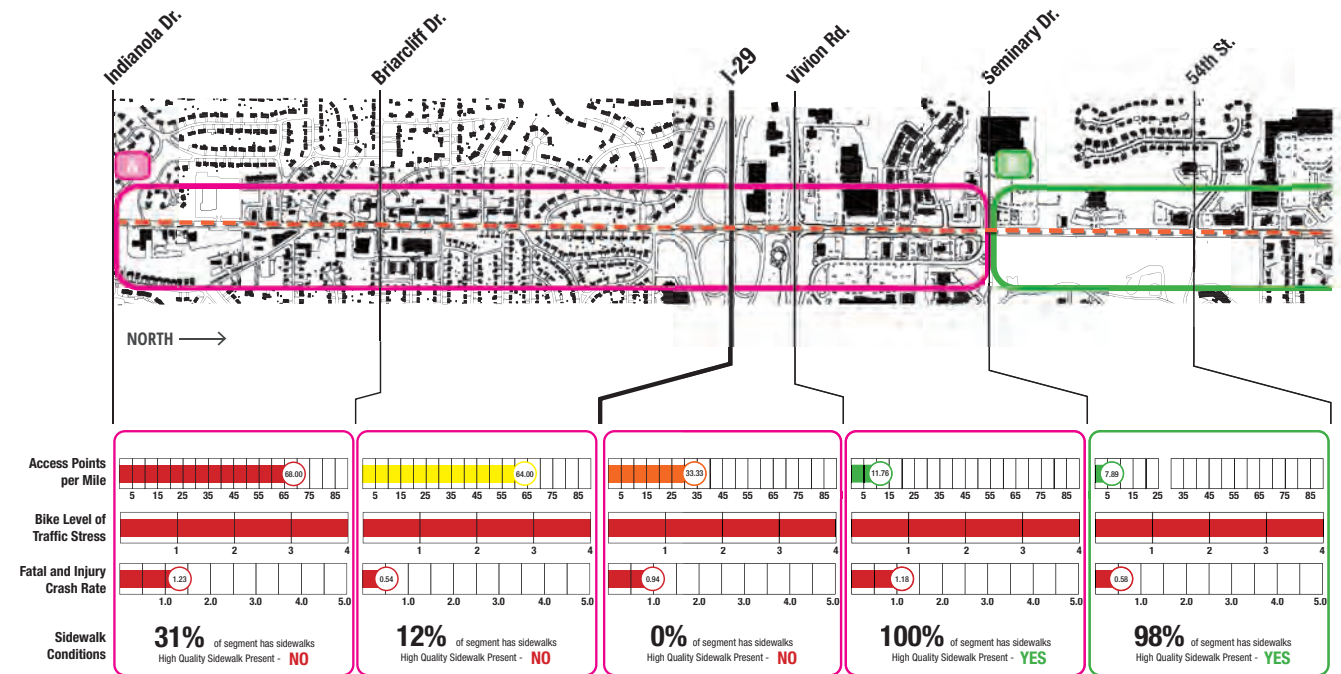 Indianola Dr.
Briarcliff Dr.
I-29
Vivion Rd.
Seminary Dr.
54th St.
NORTH
Access Points
per Mile
68.00
5 15 25 35 45 55 65 75 85
64.00
5 15 25 35 45 55 65 75 85
33.33
5 15 25 35 45 55 65 75 85
11.76
5 15 25 35 45 55 65 75 85
7.89
5 15 25 35 45 55 65 75 85
Bike Level of
Traffic Stress
1 2 3 4
1 2 3 4
1 2 3 4
1 2 3 4
1 2 3 4
Fatal and Injury
Crash Rate
1.23
1.0 2.0 3.0 4.0 5.0
0.54
1.0 2.0 3.0 4.0 5.0
0.94
1.0 2.0 3.0 4.0 5.0
1.18
1.0 2.0 3.0 4.0 5.0
0.58
1.0 2.0 3.0 4.0 5.0
Sidewalk
Conditions
31% of segment has sidewalks
High Quality Sidewalk Present - NO
12% of segment has sidewalks
High Quality Sidewalk Present - NO
0% of segment has sidewalks
High Quality Sidewalk Present - NO
100% of segment has sidewalks
High Quality Sidewalk Present - YES
98% of segment has sidewalks
High Quality Sidewalk Present - YES